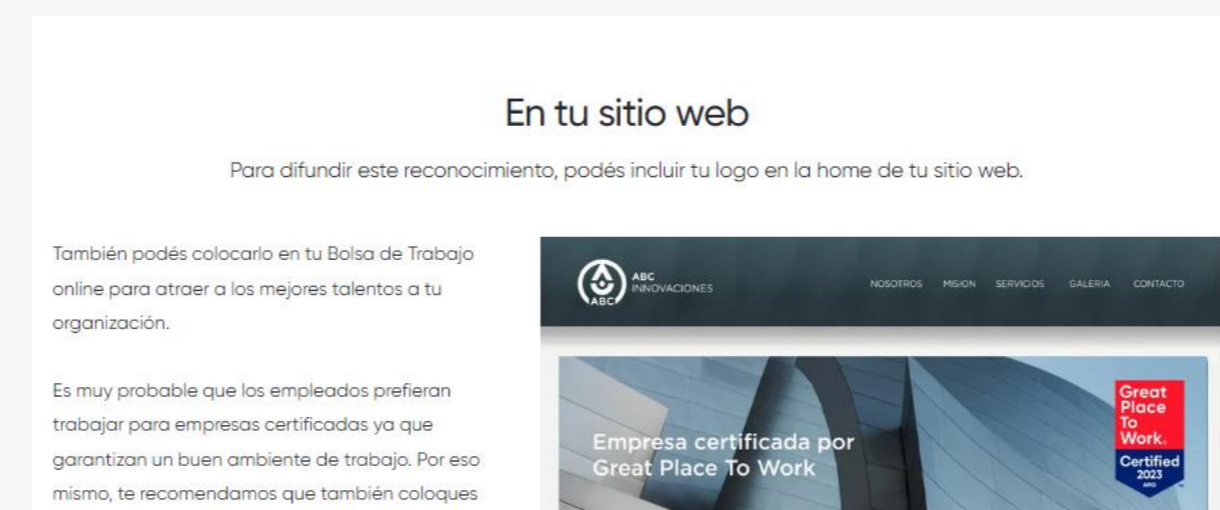 En tu sitio web
Para difundir este reconocimiento, podés incluir tu logo en la home de tu sitio web.
También podés colocarlo en tu Bolsa de Trabajo
online para atraer a los mejores talentos a tu
organización.
Es muy probable que los empleados prefieran
trabajar para empresas certificadas ya que
garantizan un buen ambiente de trabajo. Por eso
mismo, te recomendamos que también coloques
ABC
ABC
INNOVACIONES
NOSOTROS MISION SERVICIOS GALERIA CONTACTO
Empresa certificada por
Great Place To Work
Great
Place
To
Work.
Certified
2023
ARG